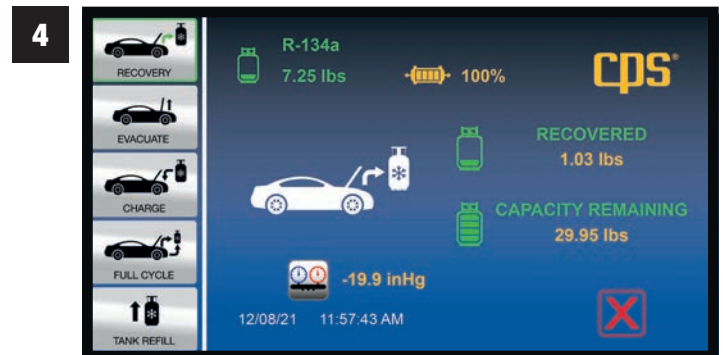 4
RECOVERY
EVACUATE
CHARGE
FULL CYCLE
TANK REFILL
R-134a
7.25 lbs
100%
cps®
RECOVERED
1.03 lbs
CAPACITY REMAINING
29.95 lbs
-19.9 inHg
12/08/21 11:57:43 AM